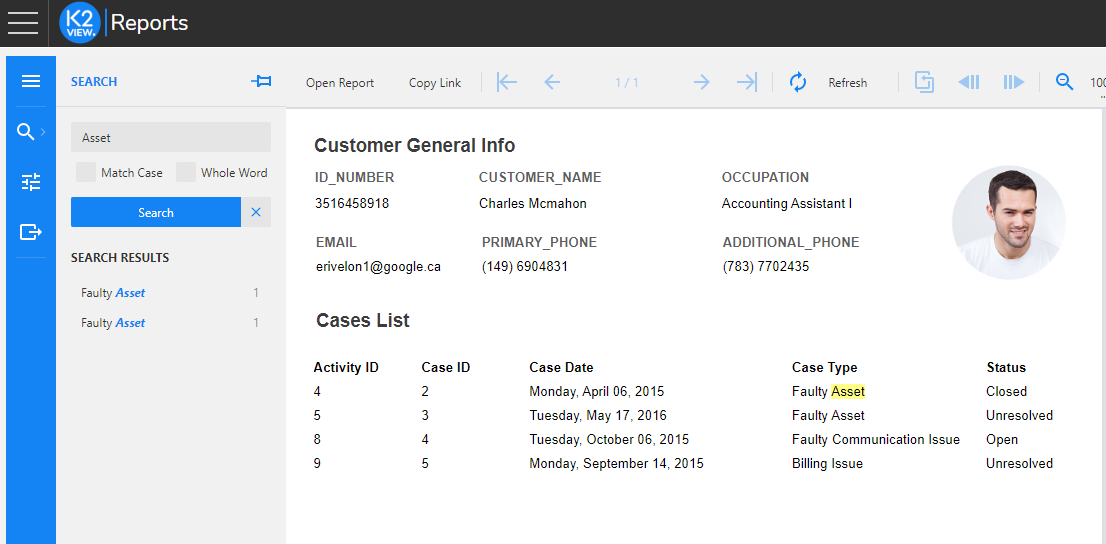 K2
VIEW.
Reports
SEARCH
Open Report Copy Link 1 / 1 Refresh 100
Asset
Match Case Whole Word
Search
SEARCH RESULTS
Faulty Asset 1
Faulty Asset 1
Customer General Info
ID_NUMBER CUSTOMER_NAME OCCUPATION
3516458918 Charles Mcmahon Accounting Assistant I
EMAIL PRIMARY_PHONE ADDITIONAL_PHONE
erivelon1@google.ca (149) 6904831 (783) 7702435
Cases List
Activity ID Case ID Case Date Case Type Status
4 2 Monday, April 06, 2015 Faulty Asset Closed
5 3 Tuesday, May 17, 2016 Faulty Asset Unresolved
8 4 Tuesday, October 06, 2015 Faulty Communication Issue Open
9 5 Monday, September 14, 2015 Billing Issue Unresolved